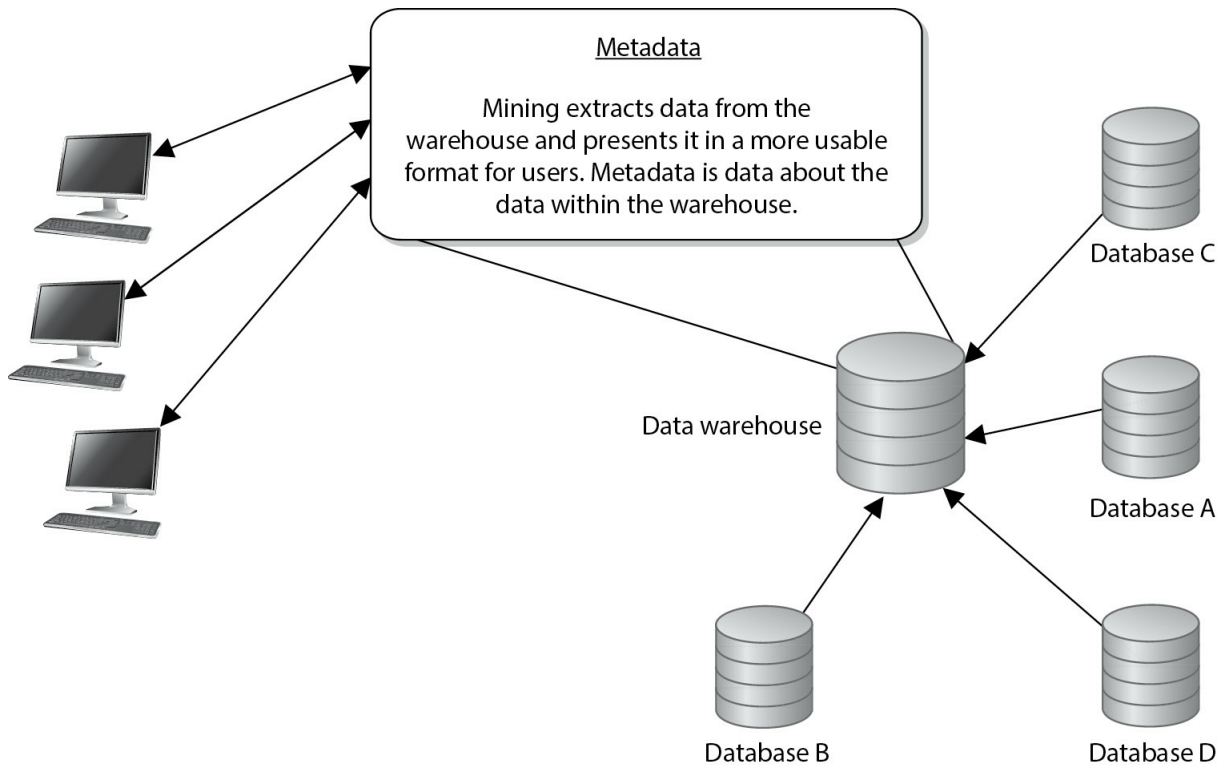 Metadata
Mining extracts data from the
warehouse and presents it in a more usable
format for users. Metadata is data about the
data within the warehouse.
Database C
Data warehouse
Database A
Database B
Database D